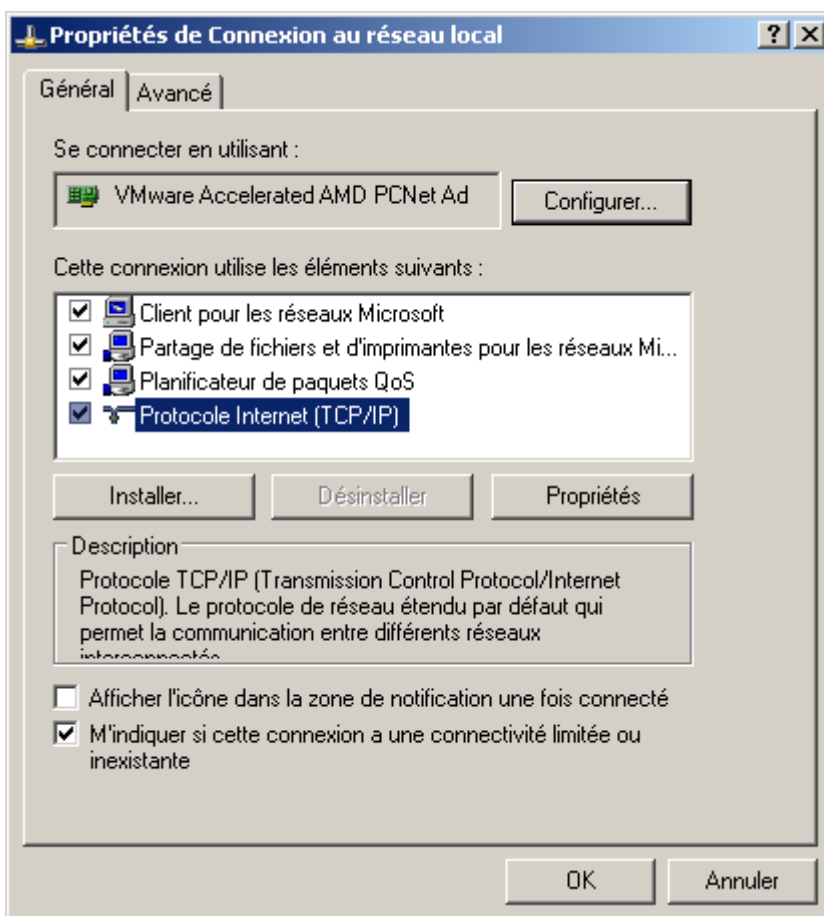 Propriétés de Connexion au réseau local
Général
Avancé
Se connecter en utilisant :
VMware Accelerated AMD PCNet Ad
Configurer...
Cette connexion utilise les éléments suivants :
Client pour les réseaux Microsoft
Partage de fichiers et d'imprimantes pour les réseaux Mi...
Planificateur de paquets QoS
Protocole Internet (TCP/IP)
Installer...
Désinstaller
Propriétés
Description
Protocole TCP/IP (Transmission Control Protocol/Internet
Protocol). Le protocole de réseau étendu par défaut qui
permet la communication entre différents réseaux
interconnectés
Afficher l'icône dans la zone de notification une fois connecté
M'indiquer si cette connexion a une connectivité limitée ou
inexistante
OK
Annuler